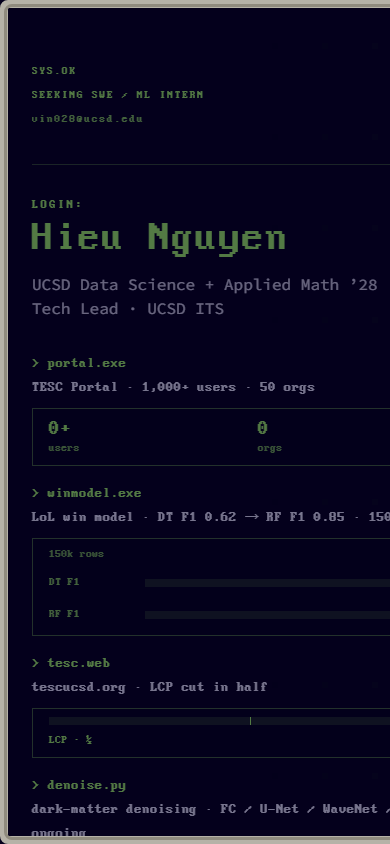 SYS.OK
SEEKING SWE / ML INTERN
vin028@ucsd.edu
LOGIN:
Hieu Nguyen
UCSD Data Science + Applied Math ’28
Tech Lead · UCSD ITS
> portal.exe
TESC Portal · 1,000+ users · 50 orgs
0+ 0
users orgs
> winmodel.exe
LoL win model · DT F1 0.62 → RF F1 0.85 · 150
150k rows
DT F1
RF F1
> tesc.web
tescucsd.org · LCP cut in half
LCP · ½
> denoise.py
dark-matter denoising · FC / U-Net / WaveNet /
ongoing